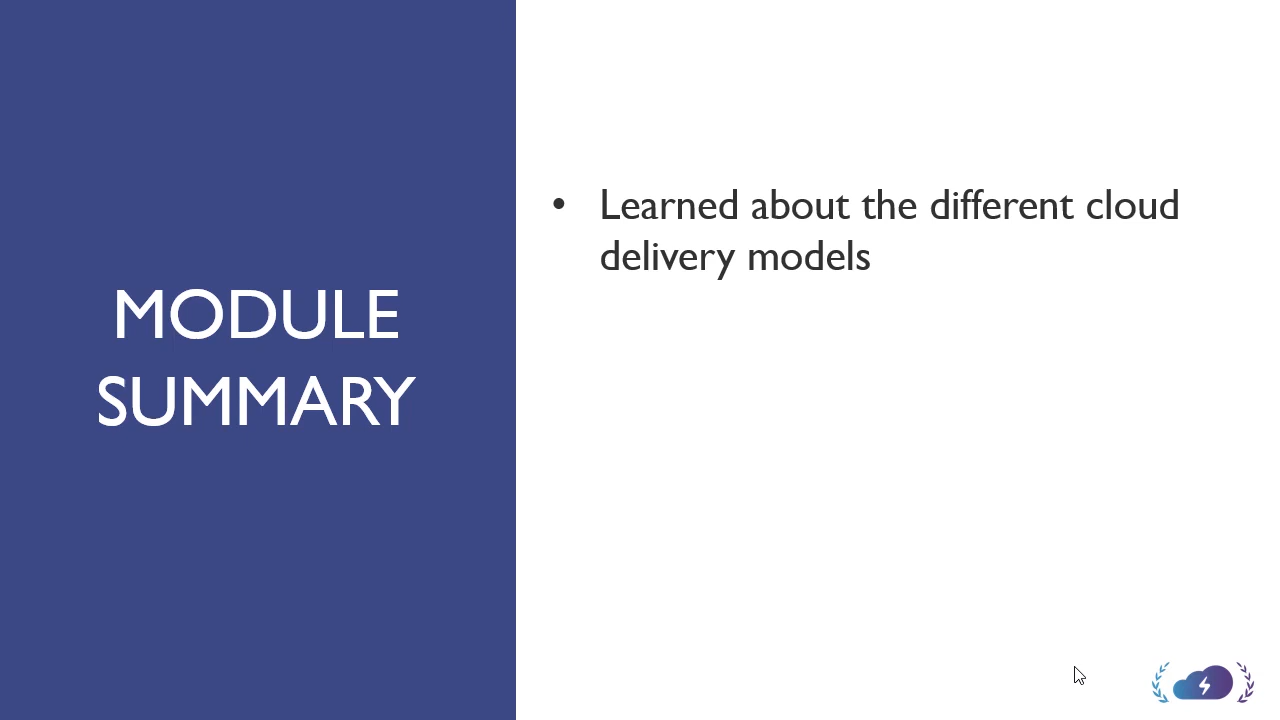 MODULE
SUMMARY
• Learned about the different cloud
delivery models